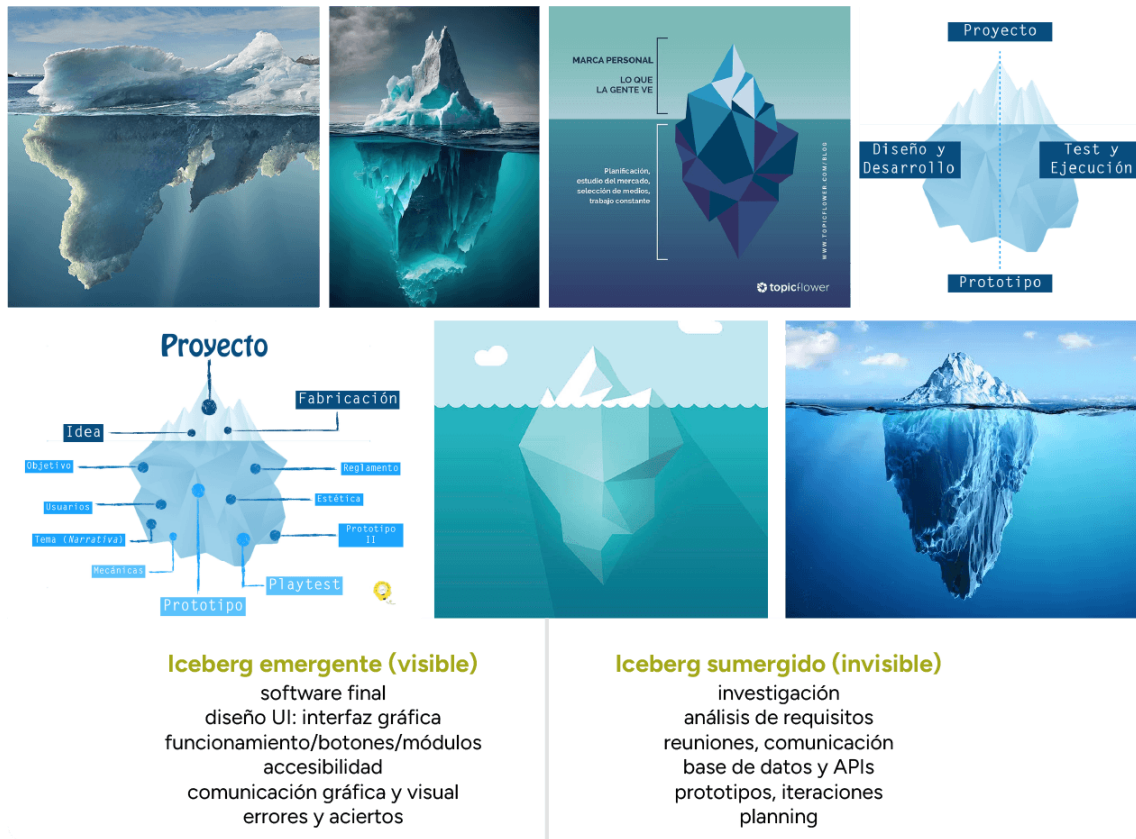 MARCA PERSONAL
LO QUE
LA GENTE VE
Planificación,
estudio del mercado,
selección de medios,
trabajo constante
WWW.TOPICFLOWER.COM/BLOG
topicflower
Proyecto
Diseño y
Desarrollo
Test y
Ejecución
Prototipo
Proyecto
Fabricación
Idea
Objetivo
Reglamento
Usuarios
Estética
Tema (Narrativa)
Prototipo
II
Mecánicas
Playtest
Prototipo
Iceberg emergente (visible)
software final
diseño UI: interfaz gráfica
funcionamiento/botones/módulos
accesibilidad
comunicación gráfica y visual
errores y aciertos
Iceberg sumergido (invisible)
investigación
análisis de requisitos
reuniones, comunicación
base de datos y APIs
prototipos, iteraciones
planning